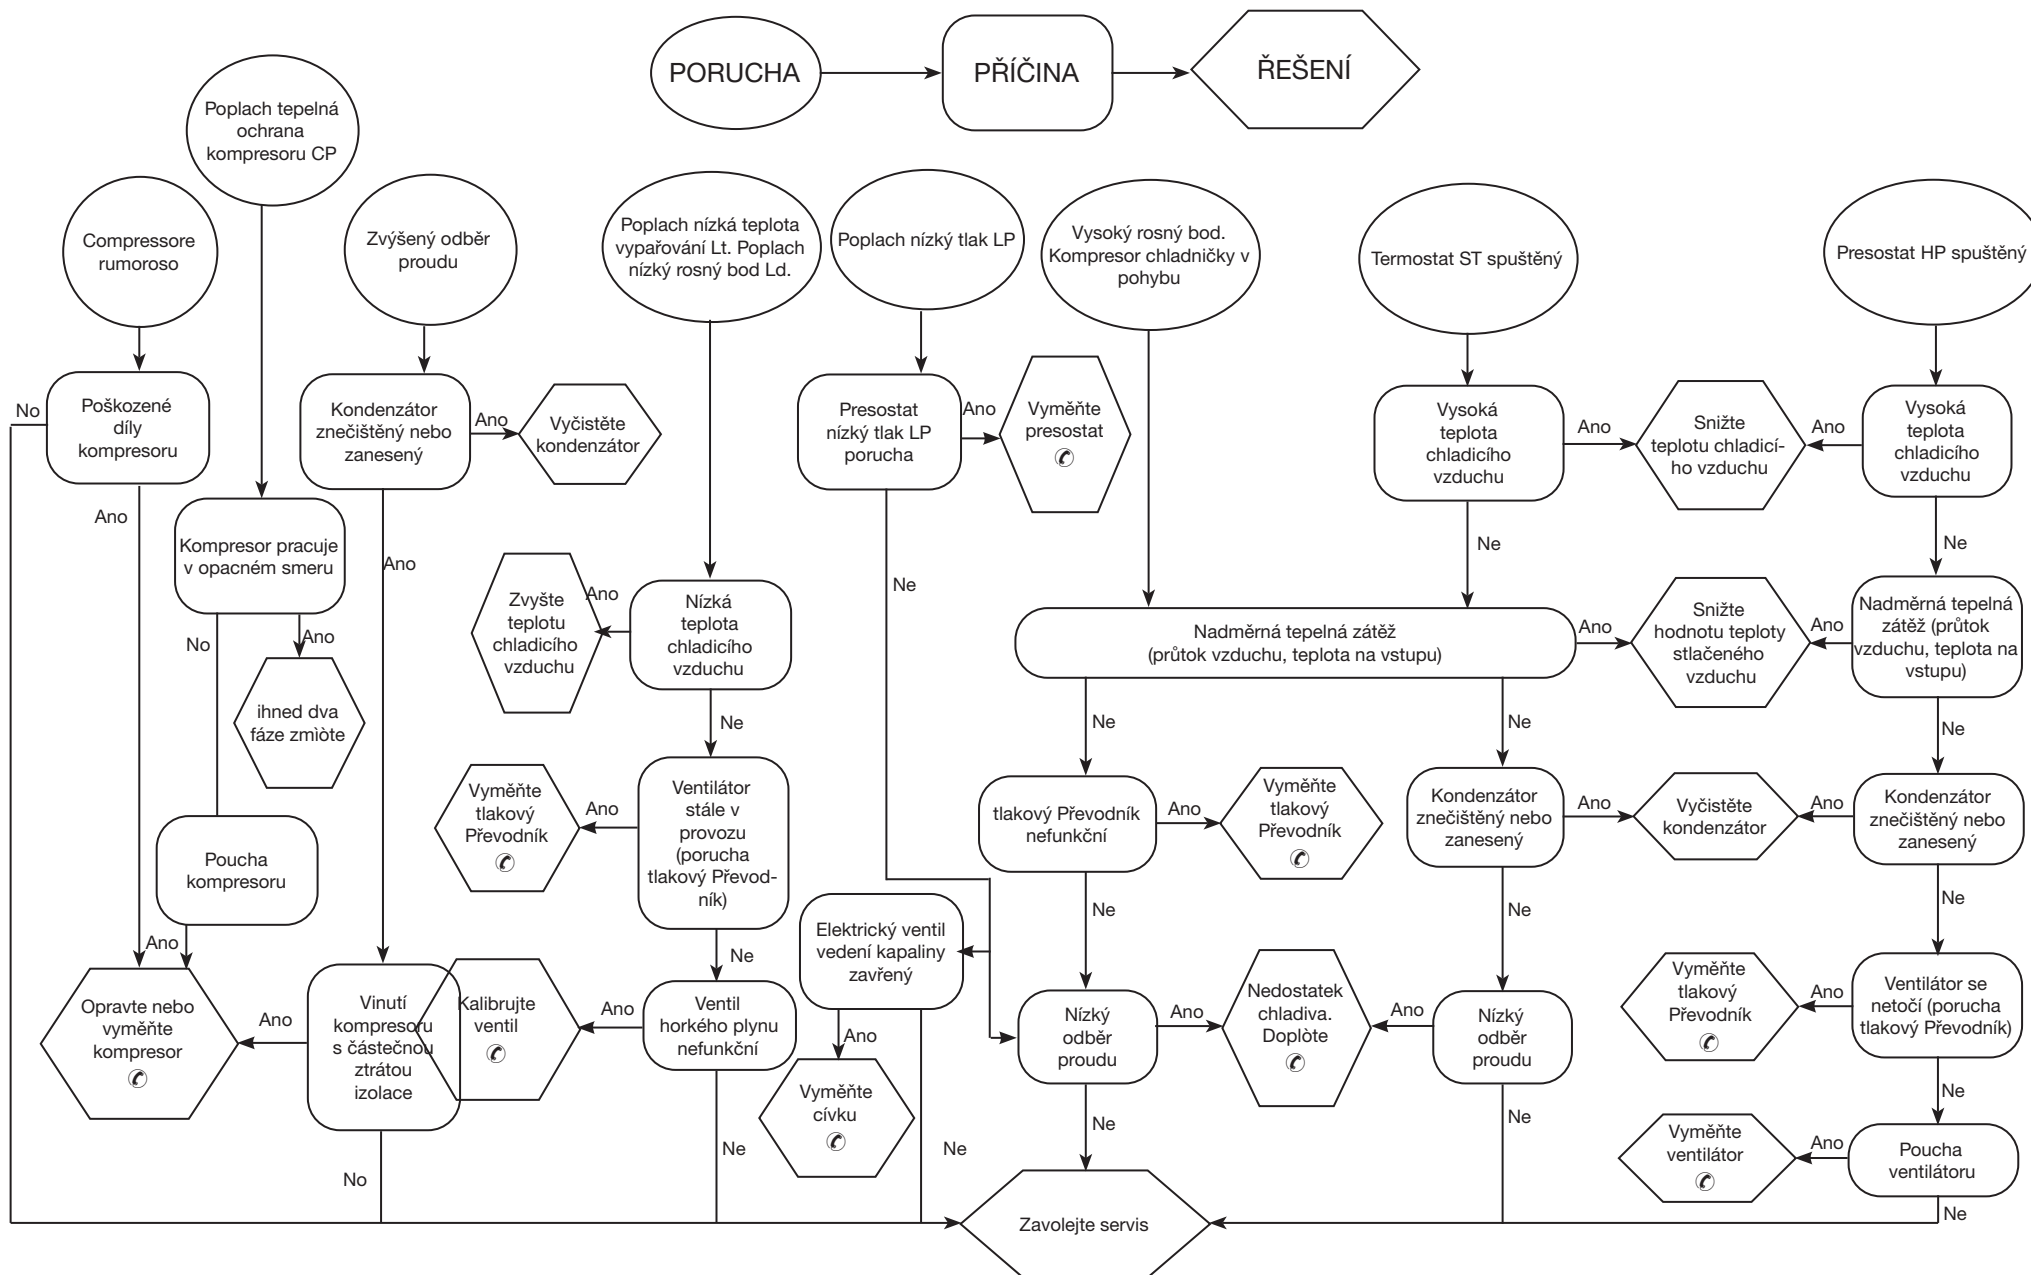 PORUCHA
PŘÍČINA
ŘEŠENÍ
Poplach tepelná
ochrana
kompresoru CP
Compressore
rumoroso
Zvýšený odběr
proudu
Poplach nízká teplota
vypařování Lt. Poplach
nízký rosný bod Ld.
Poplach nízký tlak LP
Vysoký rosný bod.
Kompresor chladničky v
pohybu
Termostat ST spuštěný
Presostat HP spuštěný
No
Poškozené
díly
kompresoru
Ano
Kondenzátor
znečištěný nebo
zanesený
Ano
Vyčistěte
kondenzátor
Ano
Presostat
nízký tlak LP
porucha
Ano
Vyměňte
presostat
✆
Ne
Vysoká
teplota
chladicího
vzduchu
Ano
Snižte
teplotu chladicí-
ho vzduchu
Ano
Vysoká
teplota
chladicího
vzduchu
Ne
Ne
Kompresor pracuje
v opacném smeru
No
Ano
ihned dva
fáze zmìòte
Zvyšte
teplotu
chladicího
vzduchu
Ano
Nízká
teplota
chladicího
vzduchu
Ne
Nadměrná tepelná zátěž
(průtok vzduchu, teplota na vstupu)
Ano
Snižte
hodnotu teploty
stlačeného
vzduchu
Ano
Nadměrná tepelná
zátěž (průtok
vzduchu, teplota na
vstupu)
Ne
Ne
Ne
Vyměňte
tlakový
Převodník
✆
Ano
Ventilátor
stále v
provozu
(porucha
tlakový Převod-
ník)
Ne
tlakový Převodník
nefunkční
Ano
Vyměňte
tlakový
Převodník
✆
Ne
Kondenzátor
znečištěný nebo
zanesený
Ano
Vyčistěte
kondenzátor
Ano
Kondenzátor
znečištěný nebo
zanesený
Ne
Ne
Poucha
kompresoru
Ano
Elektrický ventil
vedení kapaliny
zavřený
Ano
Vyměňte
cívku
✆
Ne
Opravte nebo
vyměňte
kompresor
✆
Ano
Vinutí
kompresoru
s částečnou
ztrátou
izolace
No
Kalibrujte
ventil
✆
Ano
Ventil
horkého plynu
nefunkční
Ne
Nízký
odběr
proudu
Ano
Nedostatek
chladiva.
Doplòte
✆
Ano
Nízký
odběr
proudu
Ne
Ne
Vyměňte
tlakový
Převodník
✆
Ano
Ventilátor se
netočí (porucha
tlakový Převodník)
Ne
Vyměňte
ventilátor
✆
Ano
Poucha
ventilátoru
Ne
Zavolejte servis